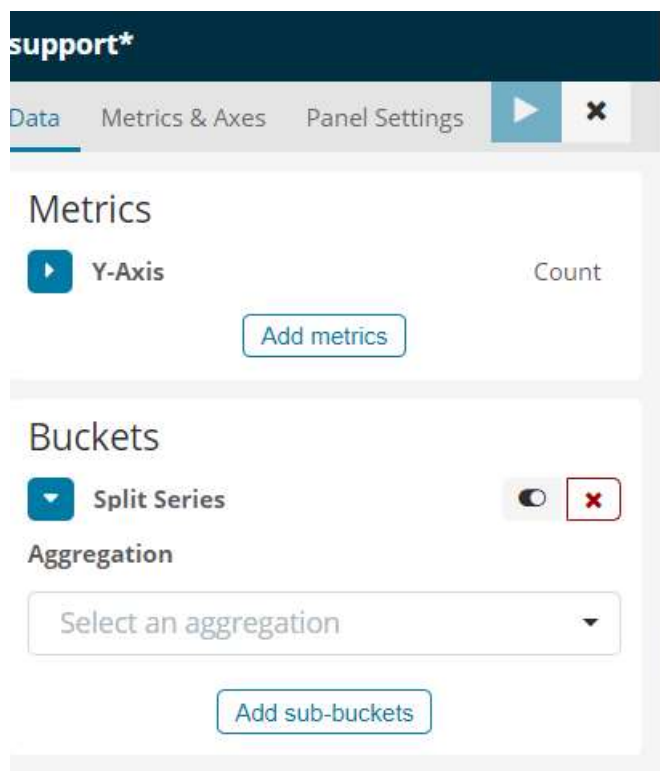 support*
Data Metrics & Axes Panel Settings
Metrics
Y-Axis Count
Add metrics
Buckets
Split Series
Aggregation
Select an aggregation
Add sub-buckets